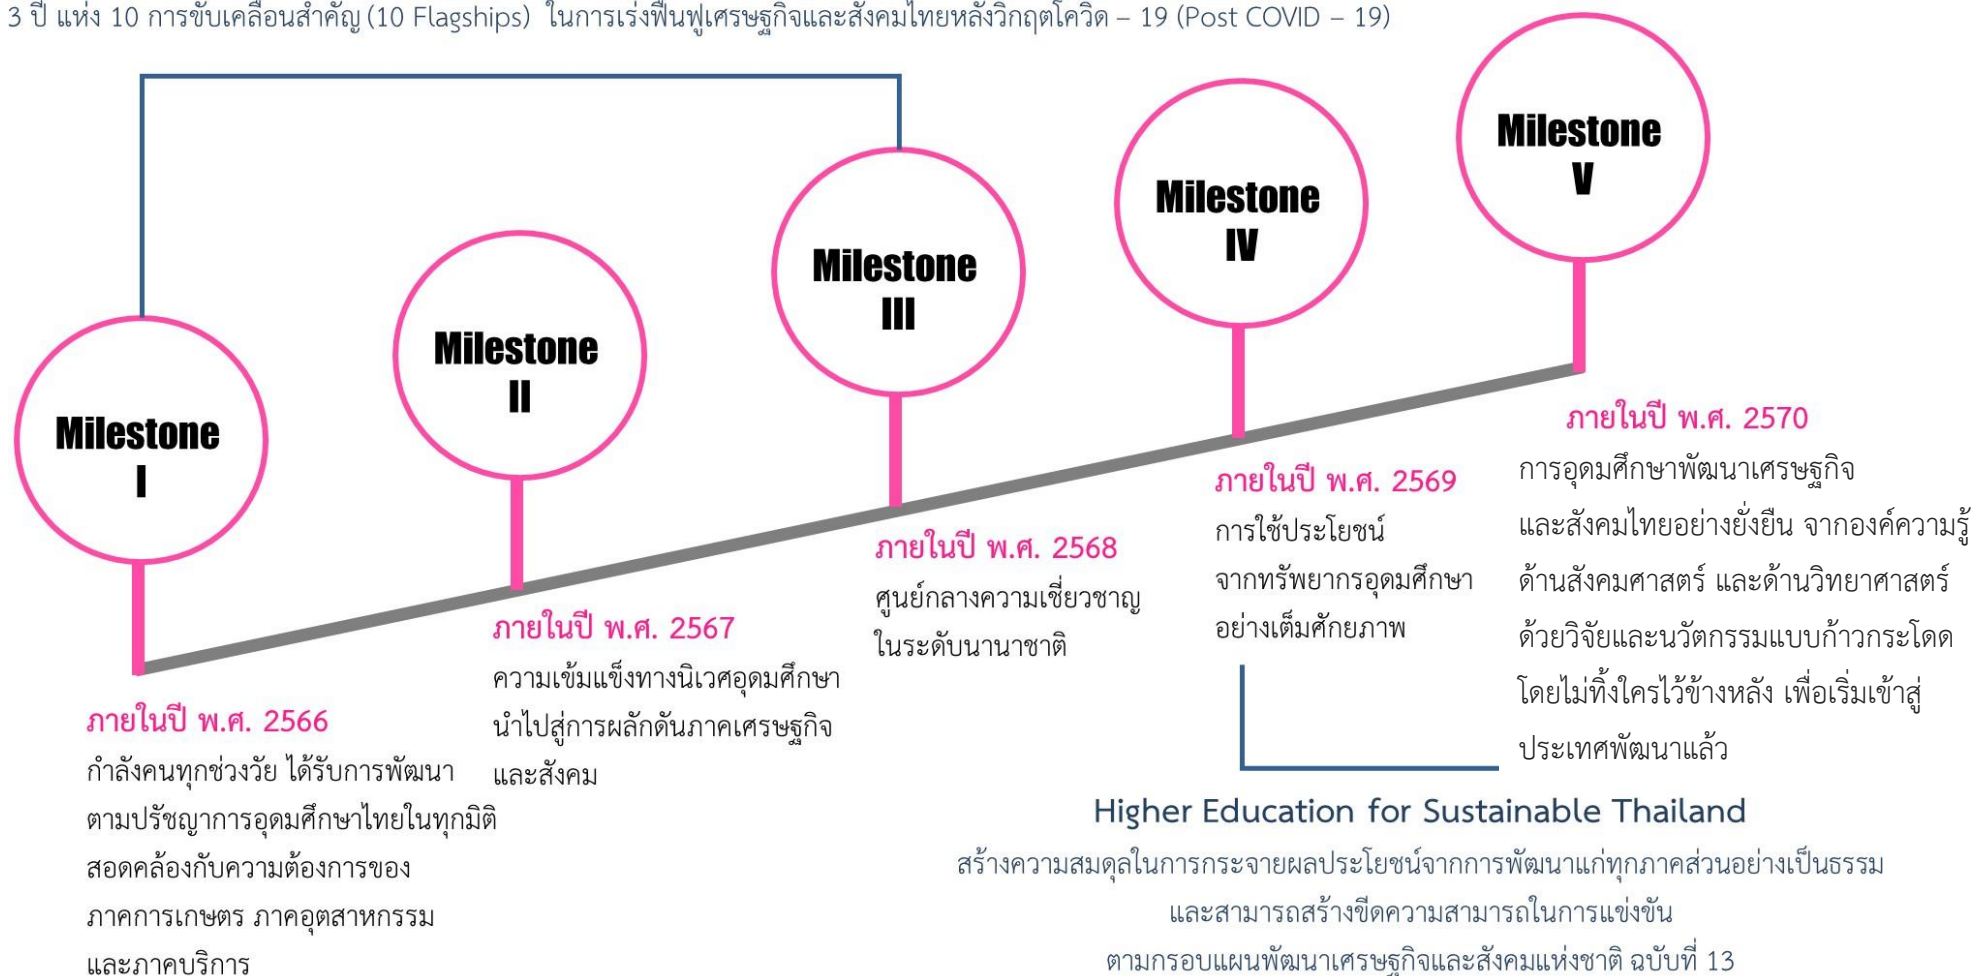 3 ปี แห่ง 10 การขับเคลื่อนสำคัญ (10 Flagships) ในการเร่งฟื้นฟูเศรษฐกิจและสังคมไทยหลังวิกฤตโควิด – 19 (Post COVID – 19)
Milestone
I
Milestone
II
Milestone
III
Milestone
IV
Milestone
V
ภายในปี พ.ศ. 2566
กำลังคนทุกช่วงวัย ได้รับการพัฒนา
ตามปรัชญาการอุดมศึกษาไทยในทุกมิติ
สอดคล้องกับความต้องการของ
ภาคการเกษตร ภาคอุตสาหกรรม
และภาคบริการ
ภายในปี พ.ศ. 2567
ความเข้มแข็งทางนิเวศอุดมศึกษา
นำไปสู่การผลักดันภาคเศรษฐกิจ
และสังคม
ภายในปี พ.ศ. 2568
ศูนย์กลางความเชี่ยวชาญ
ในระดับนานาชาติ
ภายในปี พ.ศ. 2569
การใช้ประโยชน์
จากทรัพยากรอุดมศึกษา
อย่างเต็มศักยภาพ
ภายในปี พ.ศ. 2570
การอุดมศึกษาพัฒนาเศรษฐกิจ
และสังคมไทยอย่างยั่งยืน จากองค์ความรู้
ด้านสังคมศาสตร์ และด้านวิทยาศาสตร์
ด้วยวิจัยและนวัตกรรมแบบก้าวกระโดด
โดยไม่ทิ้งใครไว้ข้างหลัง เพื่อเริ่มเข้าสู่
ประเทศพัฒนาแล้ว
Higher Education for Sustainable Thailand
สร้างความสมดุลในการกระจายผลประโยชน์จากการพัฒนาแก่ทุกภาคส่วนอย่างเป็นธรรม
และสามารถสร้างขีดความสามารถในการแข่งขัน
ตามกรอบแผนพัฒนาเศรษฐกิจและสังคมแห่งชาติ ฉบับที่ 13